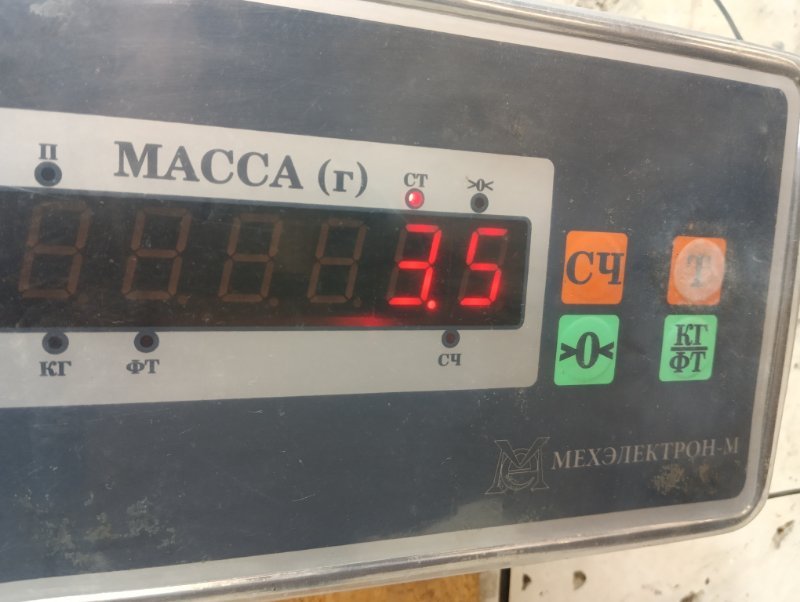 П
МАССА (г)
СТ
>0<
3.5
КГ
ФТ
СЧ
СЧ
Т
>0<
КГ
ФТ
МЕХЭЛЕКТРОН-М